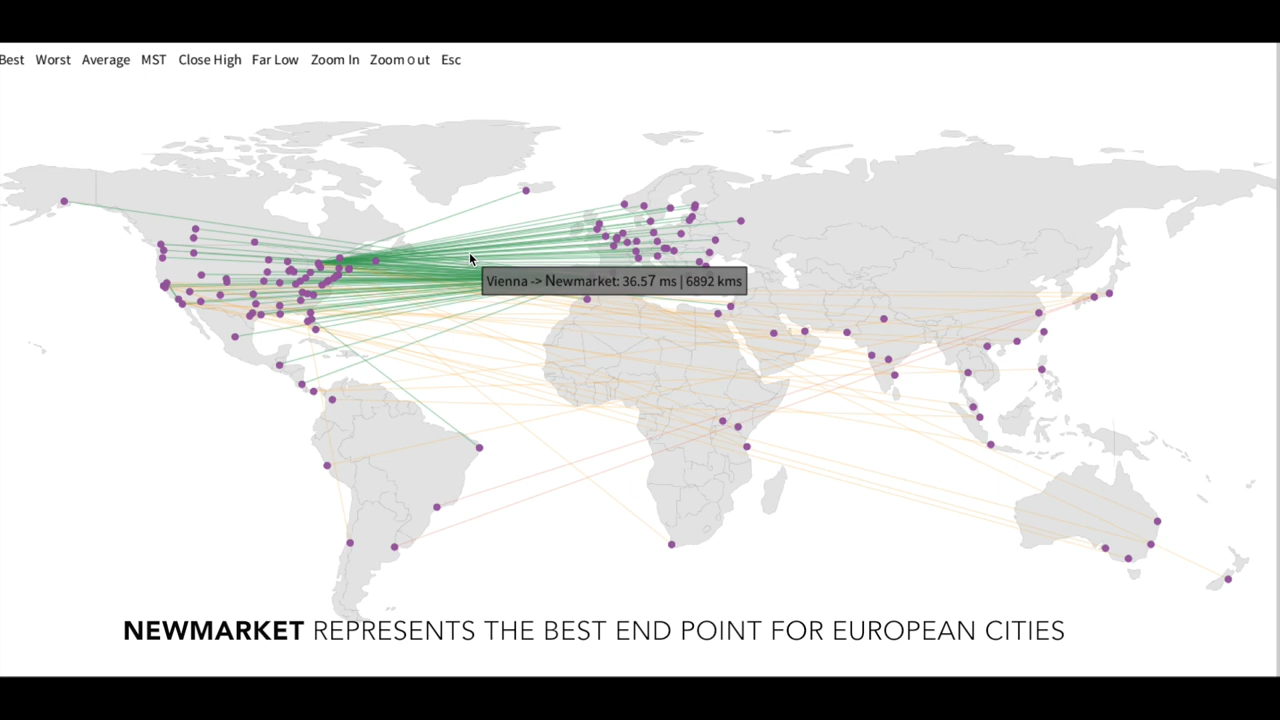 Best Worst Average MST Close High Far Low Zoom In Zoom out Esc
Vienna -> Newmarket: 36.57 ms | 6892 kms
NEWMARKET REPRESENTS THE BEST END POINT FOR EUROPEAN CITIES